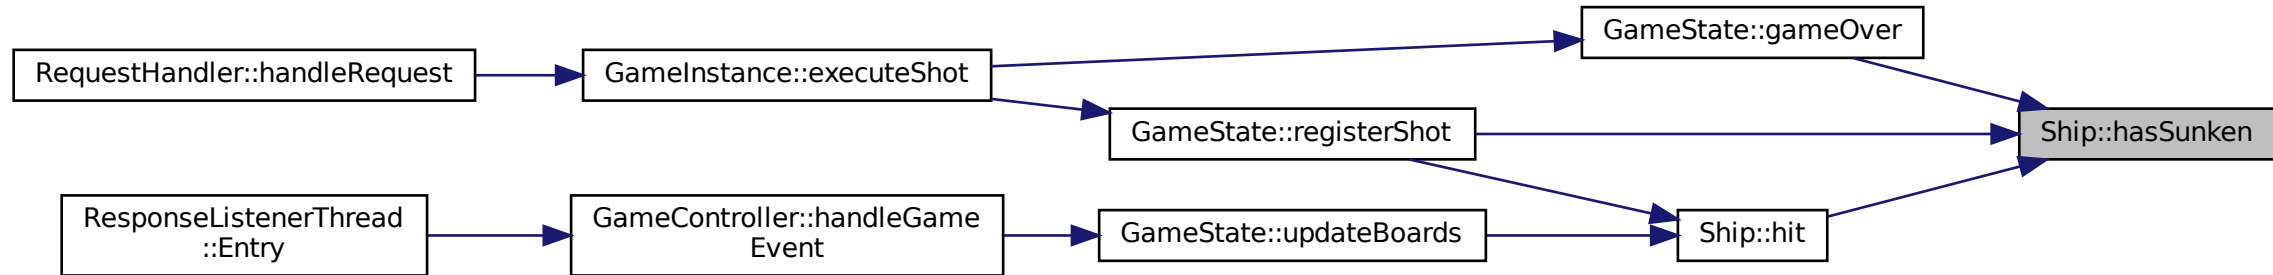 GameState::gameOver
RequestHandler::handleRequest
GameInstance::executeShot
GameState::registerShot
Ship::hasSunken
ResponseListenerThread
::Entry
GameController::handleGame
Event
GameState::updateBoards
Ship::hit